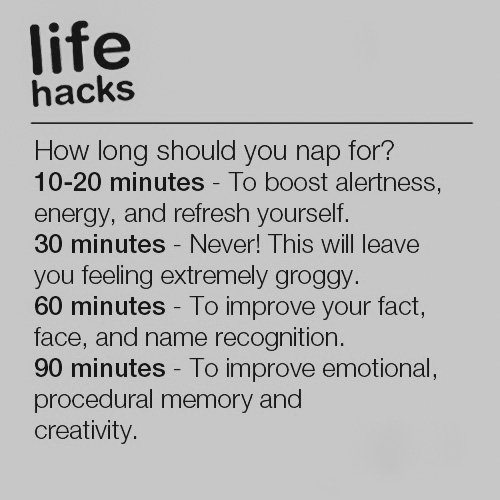 life
hacks
How long should you nap for?
10-20 minutes - To boost alertness,
energy, and refresh yourself.
30 minutes - Never! This will leave
you feeling extremely groggy.
60 minutes - To improve your fact,
face, and name recognition.
90 minutes - To improve emotional,
procedural memory and
creativity.